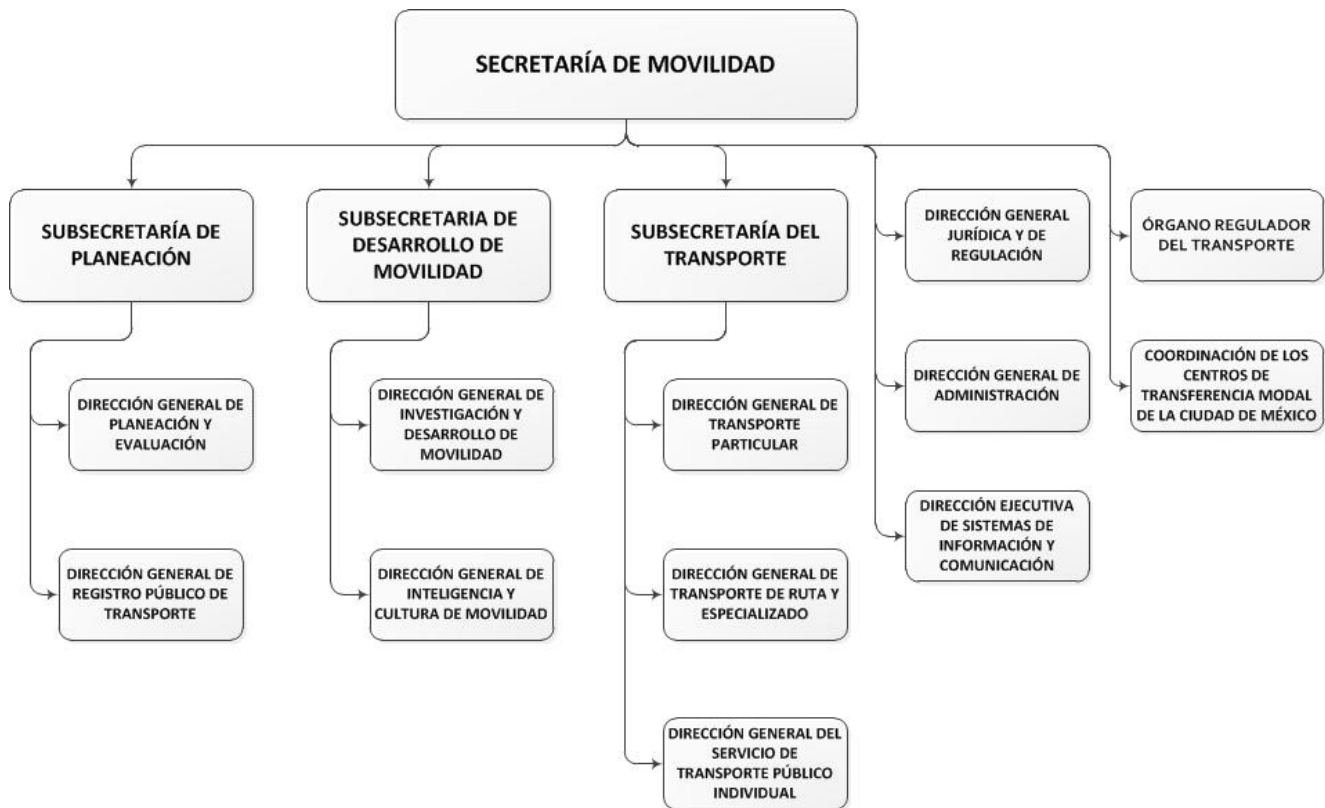 SECRETARÍA DE MOVILIDAD
SUBSECRETARÍA DE
PLANEACIÓN
SUBSECRETARIA DE
DESARROLLO DE
MOVILIDAD
SUBSECRETARÍA DEL
TRANSPORTE
DIRECCIÓN GENERAL
JURÍDICA Y DE
REGULACIÓN
ÓRGANO REGULADOR
DEL TRANSPORTE
DIRECCIÓN GENERAL DE
PLANEACIÓN Y
EVALUACIÓN
DIRECCIÓN GENERAL DE
INVESTIGACIÓN Y
DESARROLLO DE
MOVILIDAD
DIRECCIÓN GENERAL DE
TRANSPORTE
PARTICULAR
DIRECCIÓN GENERAL DE
ADMINISTRACIÓN
COORDINACIÓN DE LOS
CENTROS DE
TRANSFERENCIA MODAL
DE LA CIUDAD DE MÉXICO
DIRECCIÓN GENERAL DE
REGISTRO PÚBLICO DE
TRANSPORTE
DIRECCIÓN GENERAL DE
INTELIGENCIA Y
CULTURA DE MOVILIDAD
DIRECCIÓN GENERAL DE
TRANSPORTE DE RUTA Y
ESPECIALIZADO
DIRECCIÓN EJECUTIVA
DE SISTEMAS DE
INFORMACIÓN Y
COMUNICACIÓN
DIRECCIÓN GENERAL DEL
SERVICIO DE
TRANSPORTE PÚBLICO
INDIVIDUAL